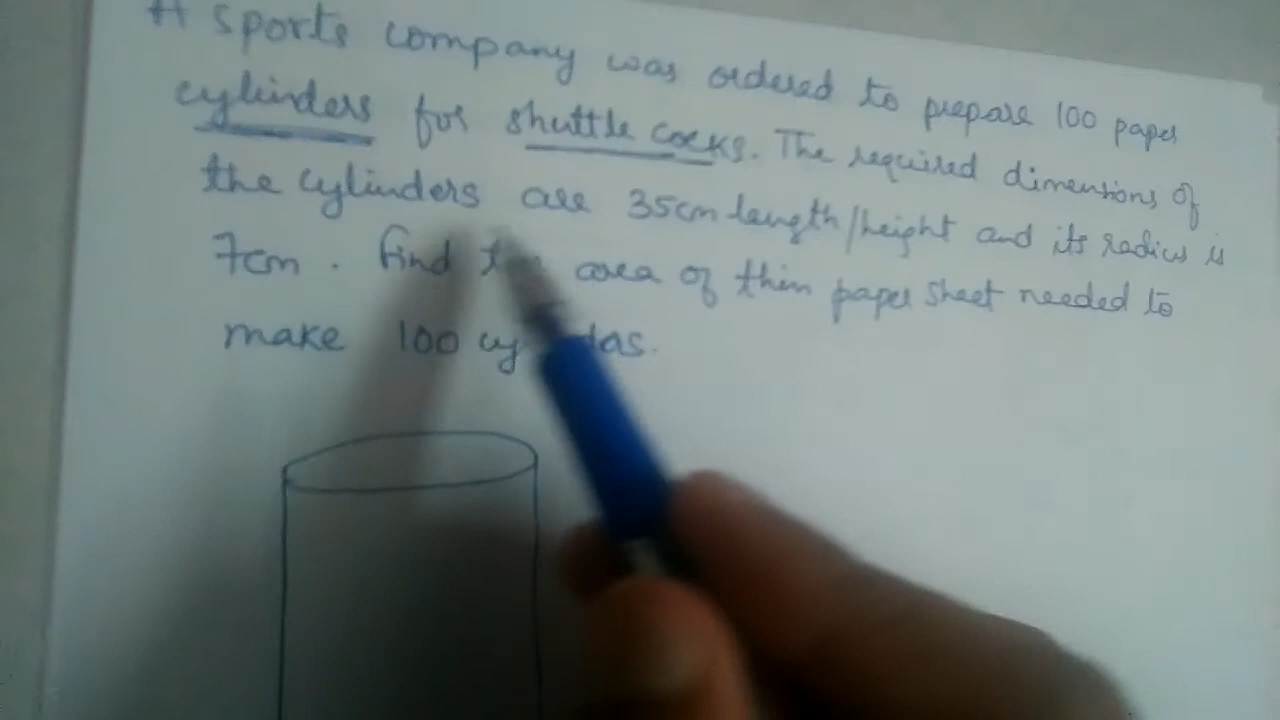 A sports company was ordered to prepare 100 paper
cylinders for shuttle cocks. The required dimensions of
the cylinders are 35cm length/height and its radius is
7cm. Find the area of thin paper sheet needed to
make 100